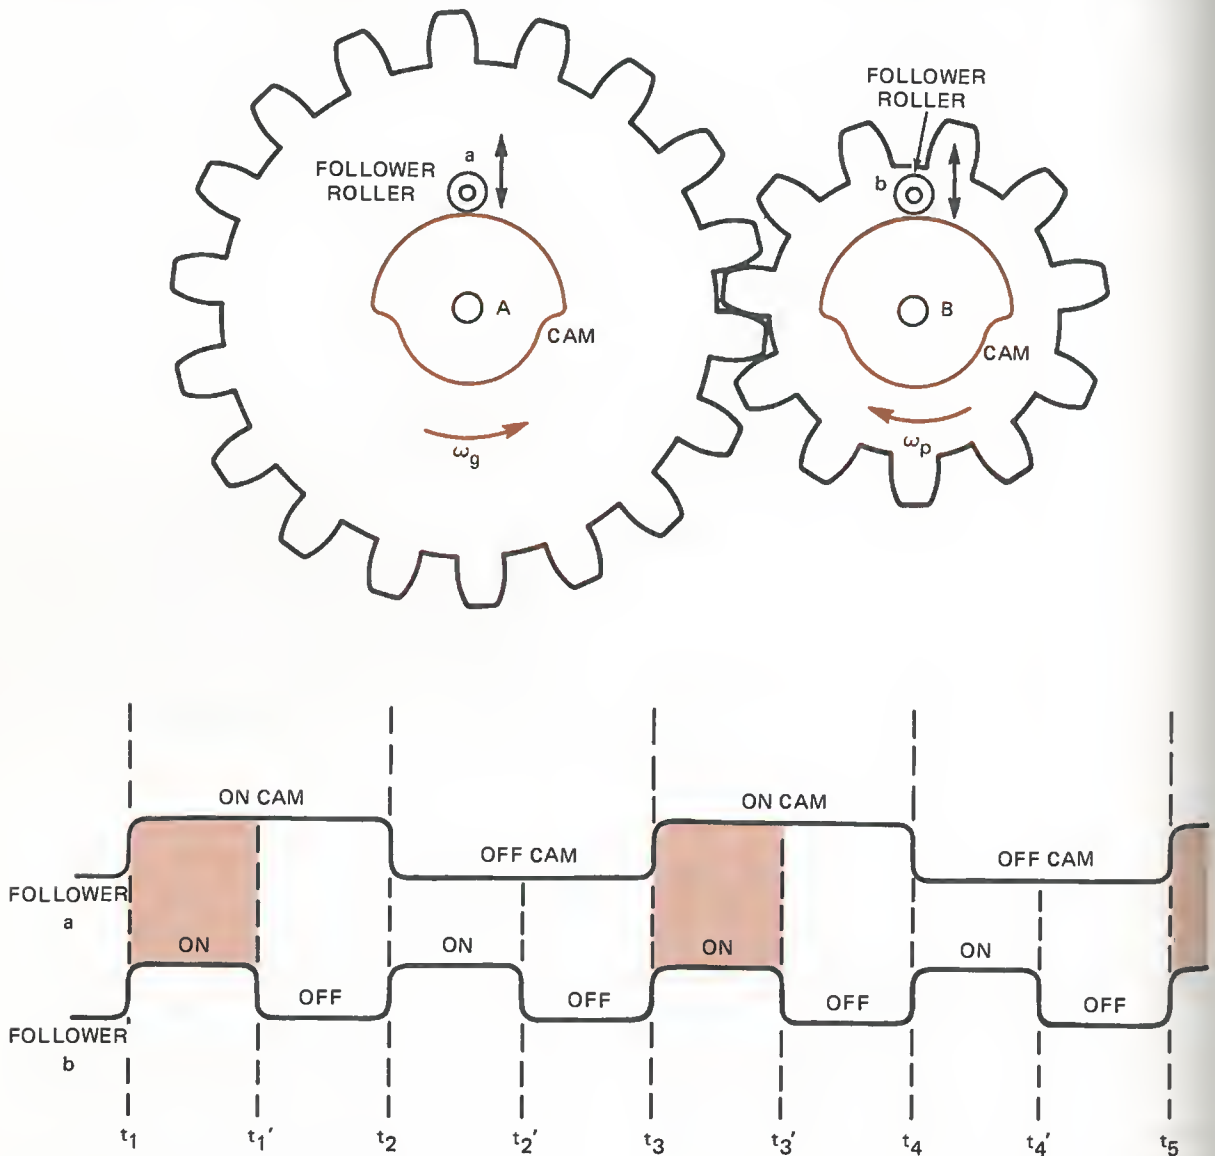 FOLLOWER
ROLLER
a
FOLLOWER
ROLLER
b
A
CAM
B
CAM
ωg
ωp
ON CAM
OFF CAM
ON CAM
OFF CAM
FOLLOWER
a
ON
OFF
ON
OFF
ON
OFF
ON
OFF
FOLLOWER
b
t1 t1' t2 t2' t3 t3' t4 t4' t5